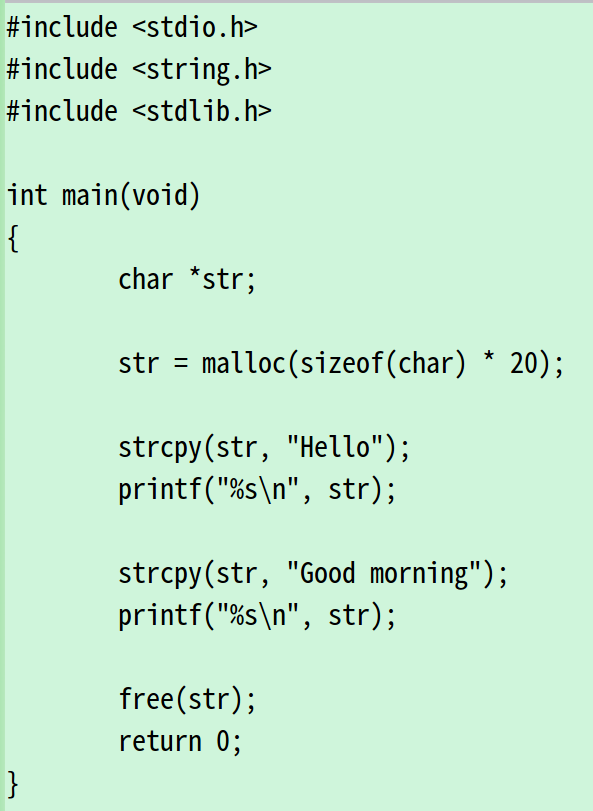 #include <stdio.h>
#include <string.h>
#include <stdlib.h>
int main(void)
{
char *str;
str = malloc(sizeof(char) * 20);
strcpy(str, "Hello");
printf("%s\n", str);
strcpy(str, "Good morning");
printf("%s\n", str);
free(str);
return 0;
}